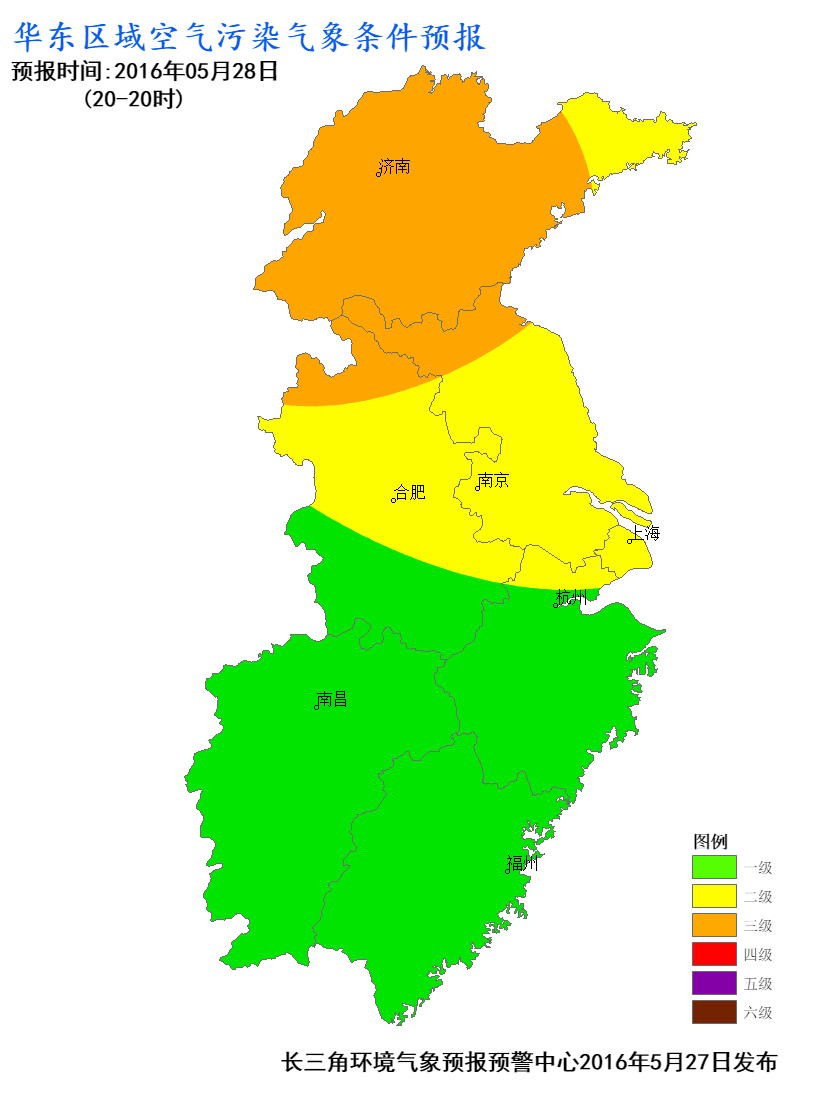 华东区域空气污染气象条件预报
预报时间:2016年05月28日
(20-20时)
济南
合肥
南京
上海
杭州
南昌
福州
图例
一级
二级
三级
四级
五级
六级
长三角环境气象预报预警中心2016年5月27日发布